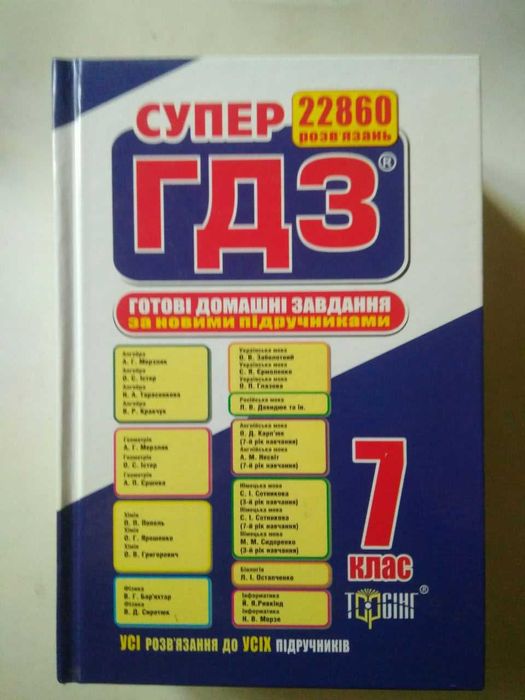 СУПЕР
22860
розв'язань
ГДЗ®
ГОТОВІ ДОМАШНІ ЗАВДАННЯ
за новими підручниками
Алгебра
А. Г. Мерзляк
Алгебра
О. С. Істер
Алгебра
Н. А. Тарасенкова
Алгебра
В. Р. Кравчук
Геометрія
А. Г. Мерзляк
Геометрія
О. С. Істер
Геометрія
А. П. Єршова
Хімія
П. П. Попель
Хімія
О. Г. Ярошенко
Хімія
О. В. Григорович
Фізика
В. Г. Бар'яхтар
Фізика
В. Д. Сиротюк
Українська мова
О. В. Заболотний
Українська мова
С. Я. Єрмоленко
Українська мова
О. П. Глазова
Російська мова
Л. В. Давидюк та ін.
Англійська мова
О. Д. Карп'юк
(7-й рік навчання)
Англійська мова
А. М. Несвіт
(7-й рік навчання)
Німецька мова
С. І. Сотникова
(3-й рік навчання)
Німецька мова
С. І. Сотникова
(7-й рік навчання)
Німецька мова
М. М. Сидоренко
(3-й рік навчання)
Біологія
Л. І. Остапченко
Інформатика
Й. Я.Ривкінд
Інформатика
Н. В. Морзе
7
КЛАС
ТОРСІНГ®
УСІ РОЗВ'ЯЗАННЯ ДО УСІХ ПІДРУЧНИКІВ